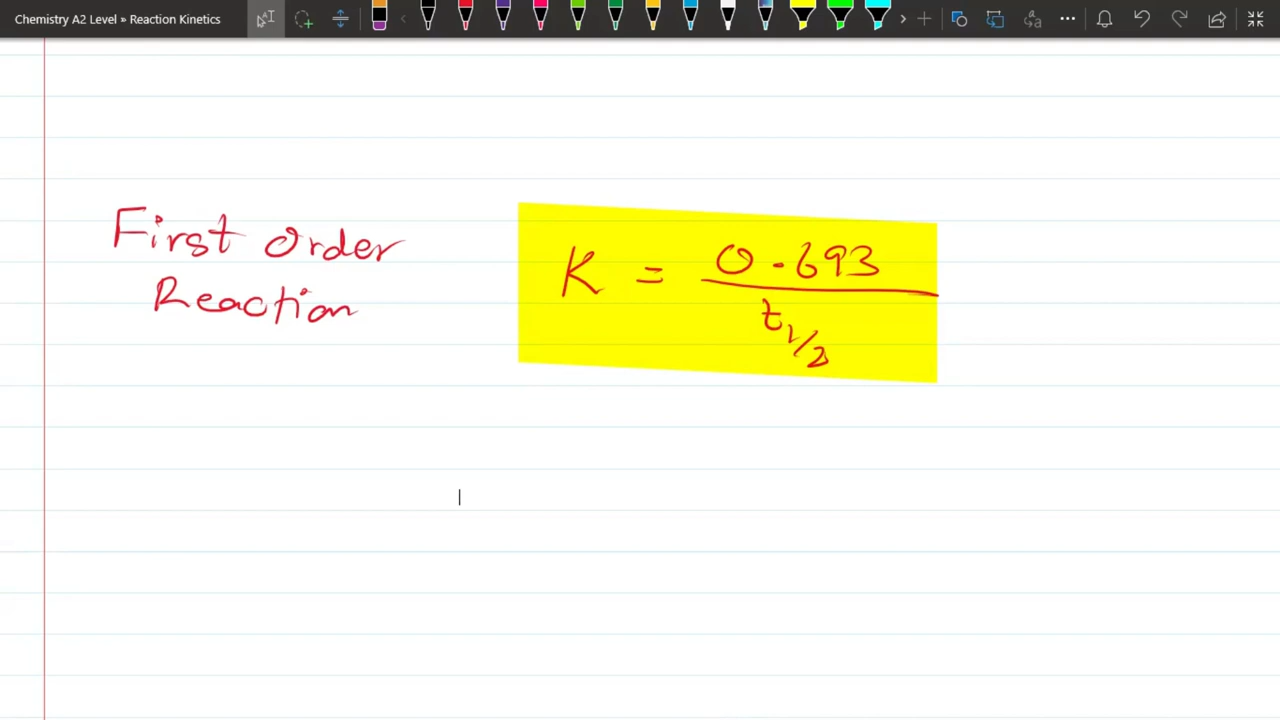 Chemistry A2 Level » Reaction Kinetics
First Order
Reaction
K = 0.693
t1/2